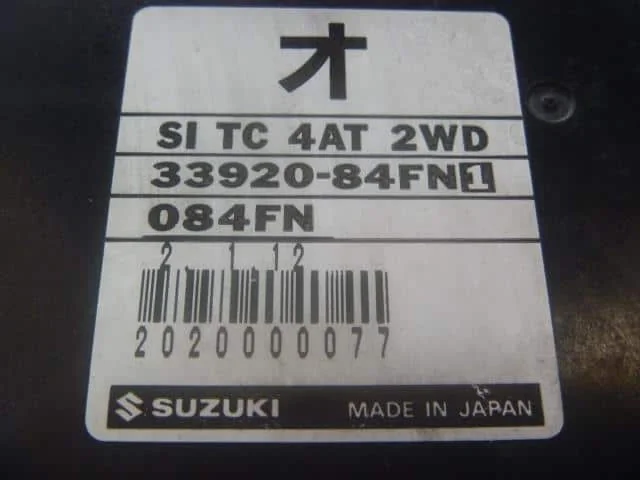 オ
SI TC 4AT 2WD
33920-84FN1
084FN
2 1 12
2020000077
SUZUKI MADE IN JAPAN